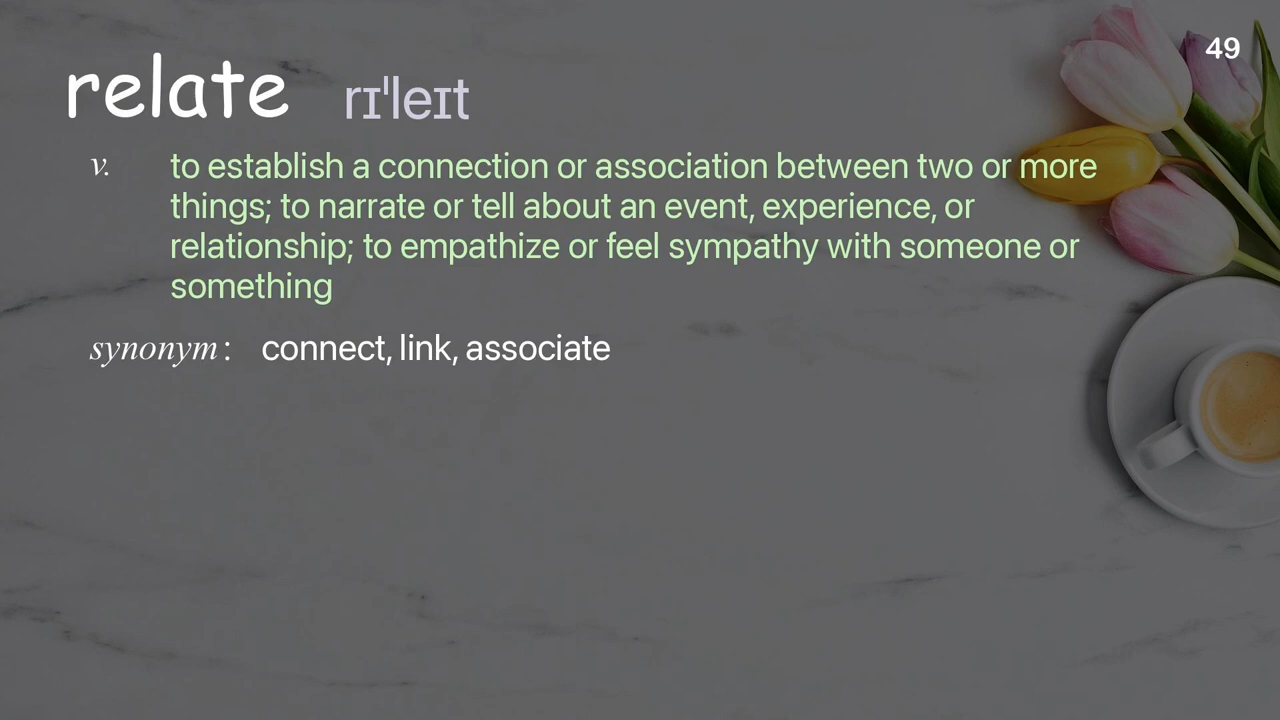 49
relate rɪˈleɪt
v. to establish a connection or association between two or more
things; to narrate or tell about an event, experience, or
relationship; to empathize or feel sympathy with someone or
something
synonym : connect, link, associate